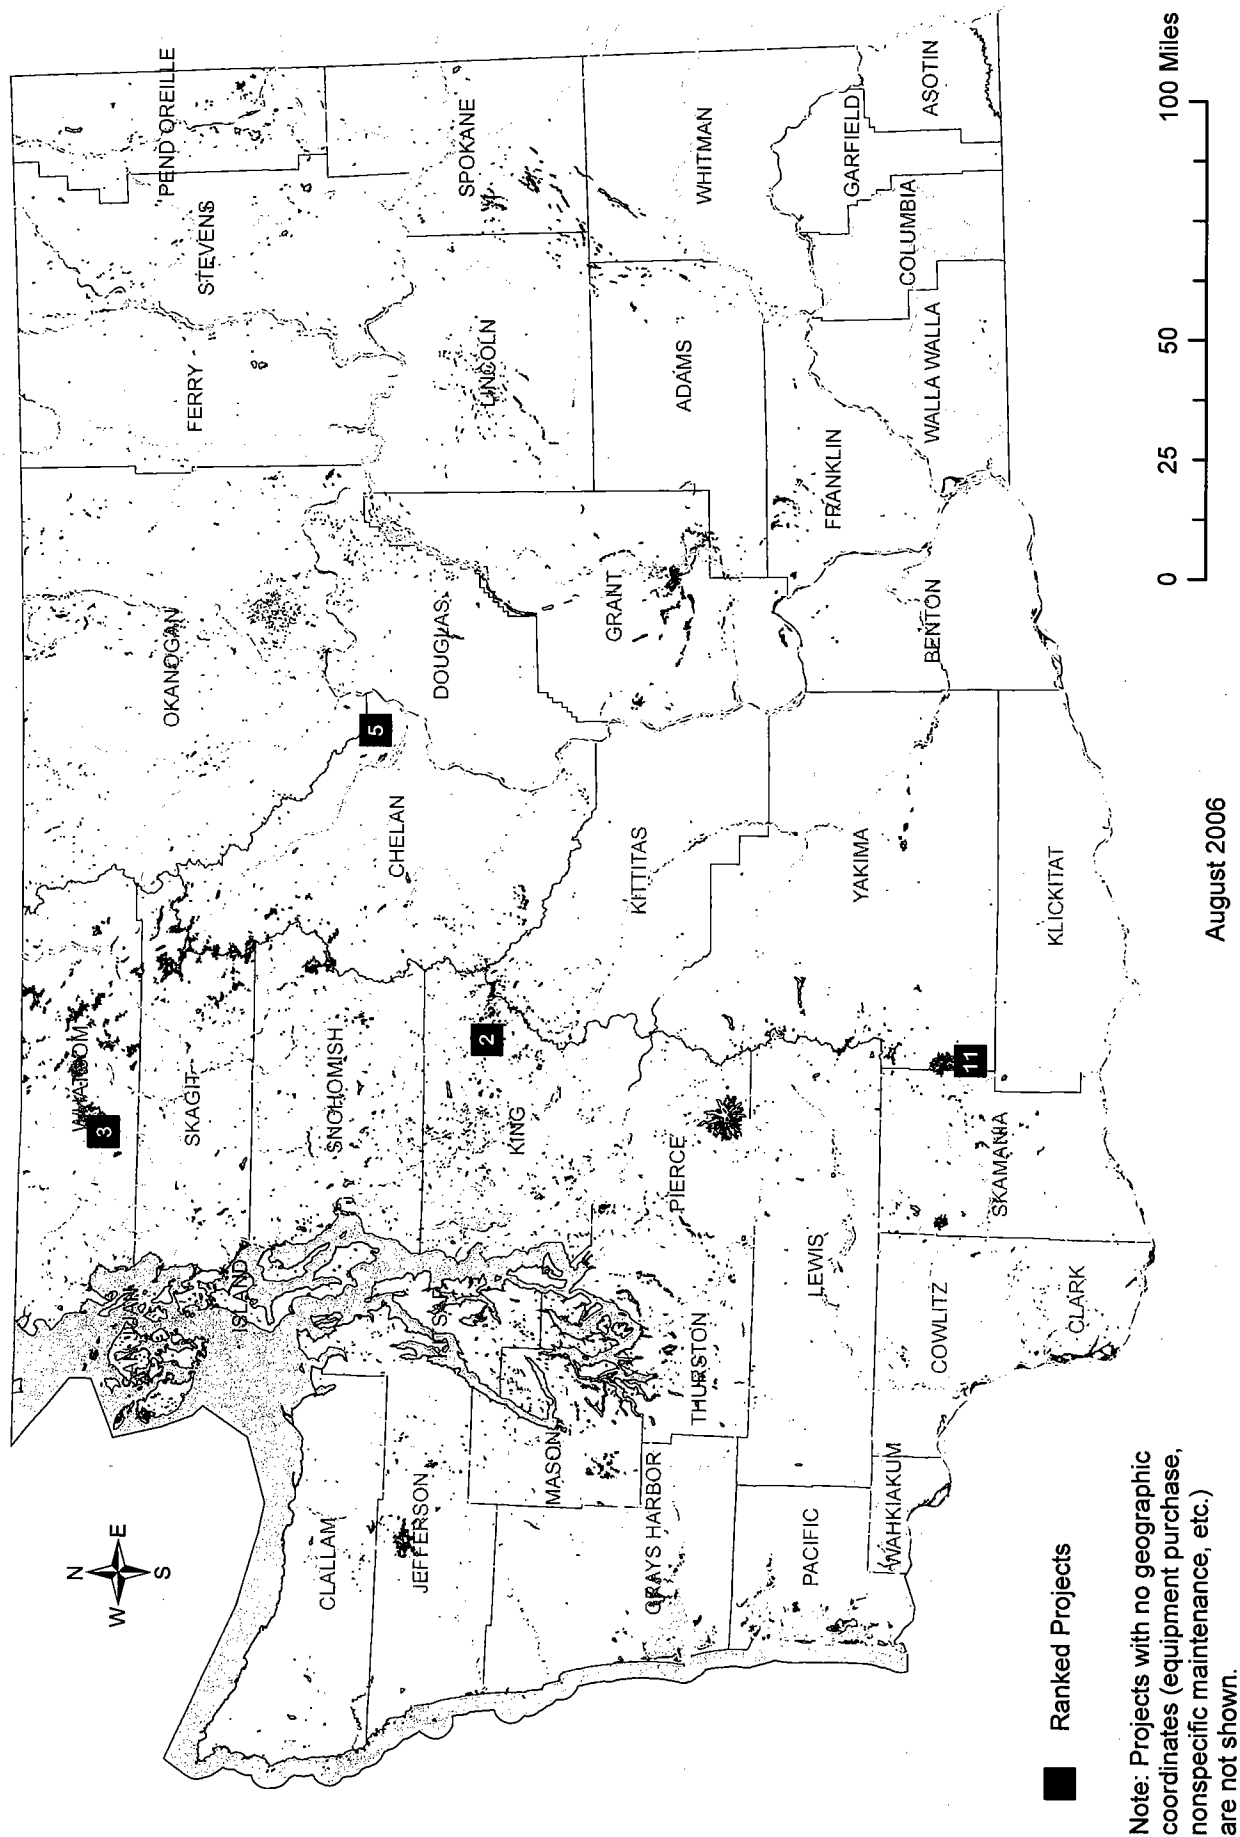 N
W E
S
WHATCOM
3
OKANOGAN
FERRY
STEVENS
PEND OREILLE
SAN JUAN
SKAGIT
ISLAND
SNOHOMISH
CHELAN
5
DOUGLAS
LINCOLN
SPOKANE
CLALLAM
JEFFERSON
KITSAP
KING
2
MASON
GRANT
ADAMS
WHITMAN
GRAYS HARBOR
THURSTON
PIERCE
KITTITAS
PACIFIC
LEWIS
YAKIMA
FRANKLIN
GARFIELD
WAHKIAKUM
COWLITZ
SKAMANIA
11
BENTON
WALLA WALLA
COLUMBIA
ASOTIN
CLARK
KLICKITAT
Ranked Projects
Note: Projects with no geographic
coordinates (equipment purchase,
nonspecific maintenance, etc.)
are not shown.
August 2006
0 25 50 100 Miles